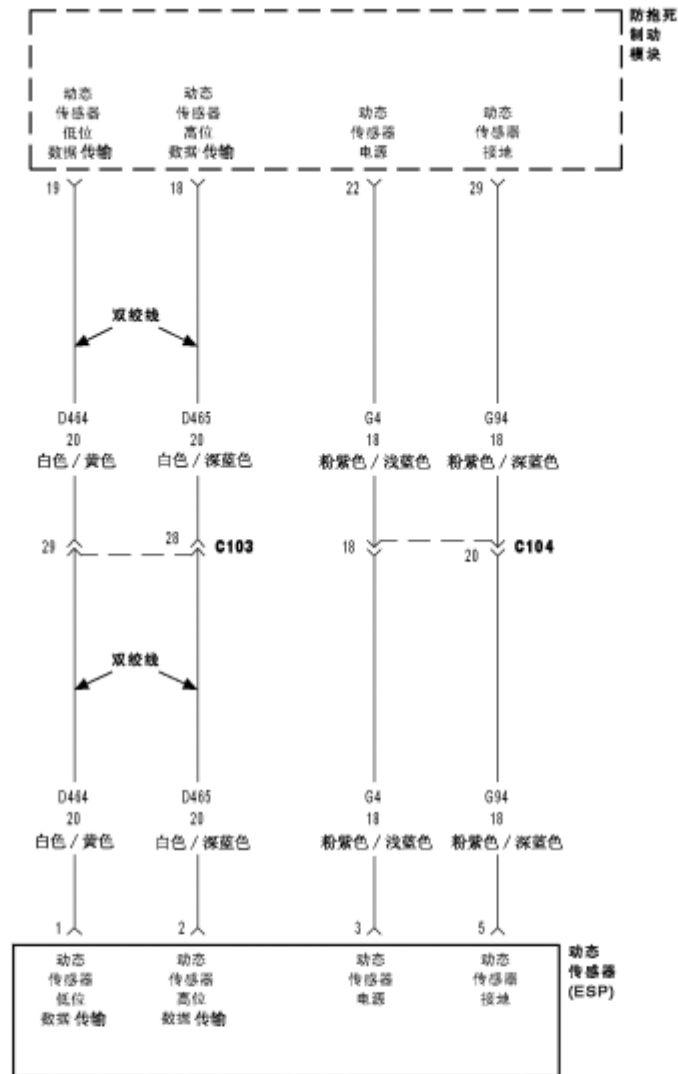 防抱死
制动
模块
动态
传感器
低位
数据传输
动态
传感器
高位
数据传输
动态
传感器
电源
动态
传感器
接地
19
18
22
29
双绞线
D464
20
白色/黄色
D465
20
白色/深蓝色
G4
18
粉紫色/浅蓝色
G94
18
粉紫色/深蓝色
29
28
C103
18
20
C104
双绞线
D464
20
白色/黄色
D465
20
白色/深蓝色
G4
18
粉紫色/浅蓝色
G94
18
粉紫色/深蓝色
1
2
3
5
动态
传感器
低位
数据传输
动态
传感器
高位
数据传输
动态
传感器
电源
动态
传感器
接地
动态
传感器
(ESP)